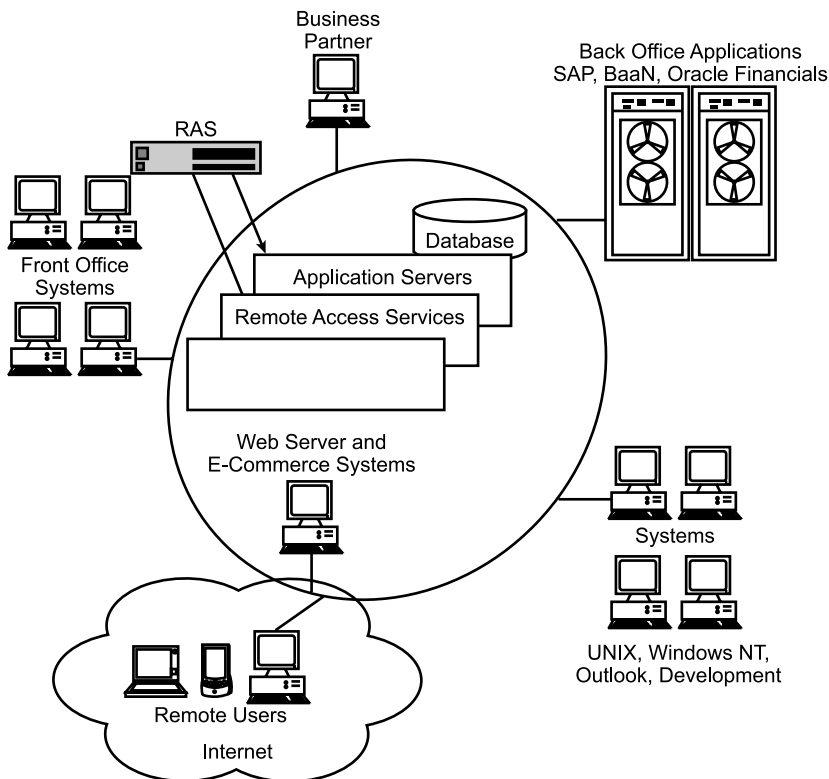 Business
Partner
Back Office Applications
SAP, BaaN, Oracle Financials
RAS
Database
Front Office
Systems
Application Servers
Remote Access Services
Web Server and
E-Commerce Systems
Systems
UNIX, Windows NT,
Outlook, Development
Remote Users
Internet